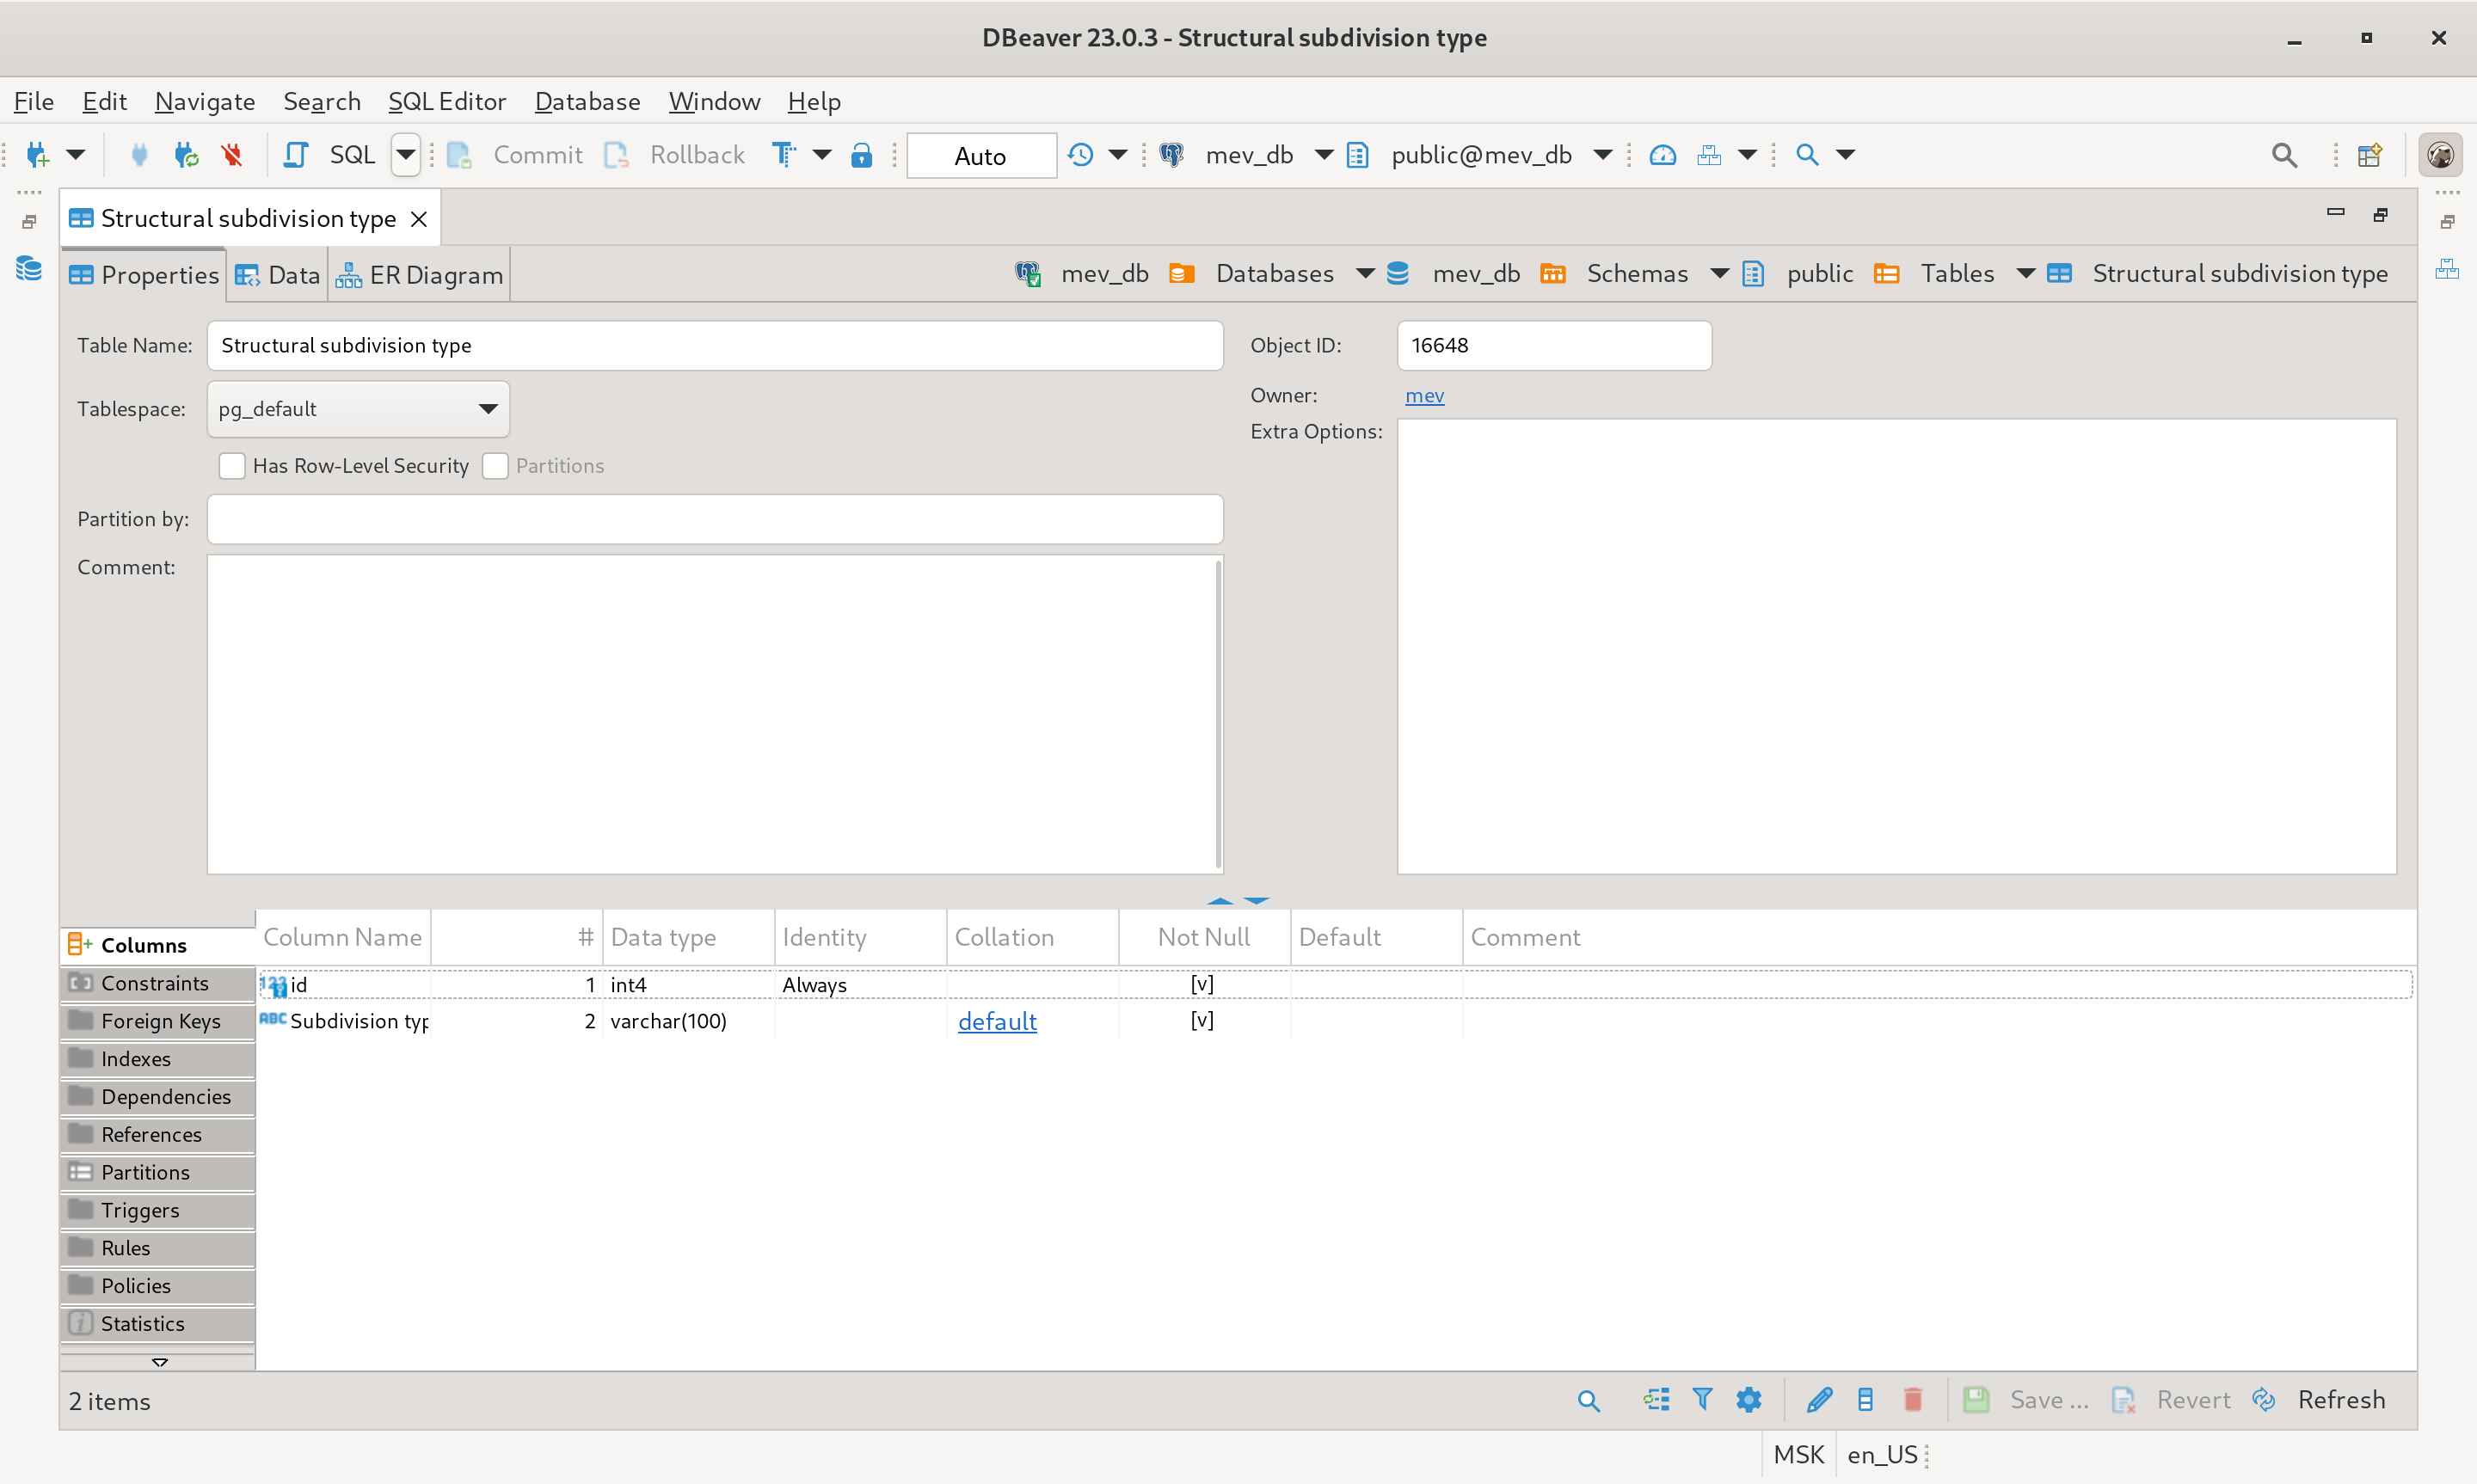 DBeaver 23.0.3 - Structural subdivision type
File Edit Navigate Search SQL Editor Database Window Help
SQL Commit Rollback Auto mev_db public@mev_db
Structural subdivision type
Properties Data ER Diagram mev_db Databases mev_db Schemas public Tables Structural subdivision type
Table Name: Structural subdivision type Object ID: 16648
Tablespace: pg_default Owner: mev
Extra Options:
Has Row-Level Security Partitions
Partition by:
Comment:
Column Name # Data type Identity Collation Not Null Default Comment
Columns
Constraints
123 id 1 int4 Always [v]
Foreign Keys
ABC Subdivision typ 2 varchar(100) default [v]
Indexes
Dependencies
References
Partitions
Triggers
Rules
Policies
Statistics
2 items Save ... Revert Refresh
MSK en_US